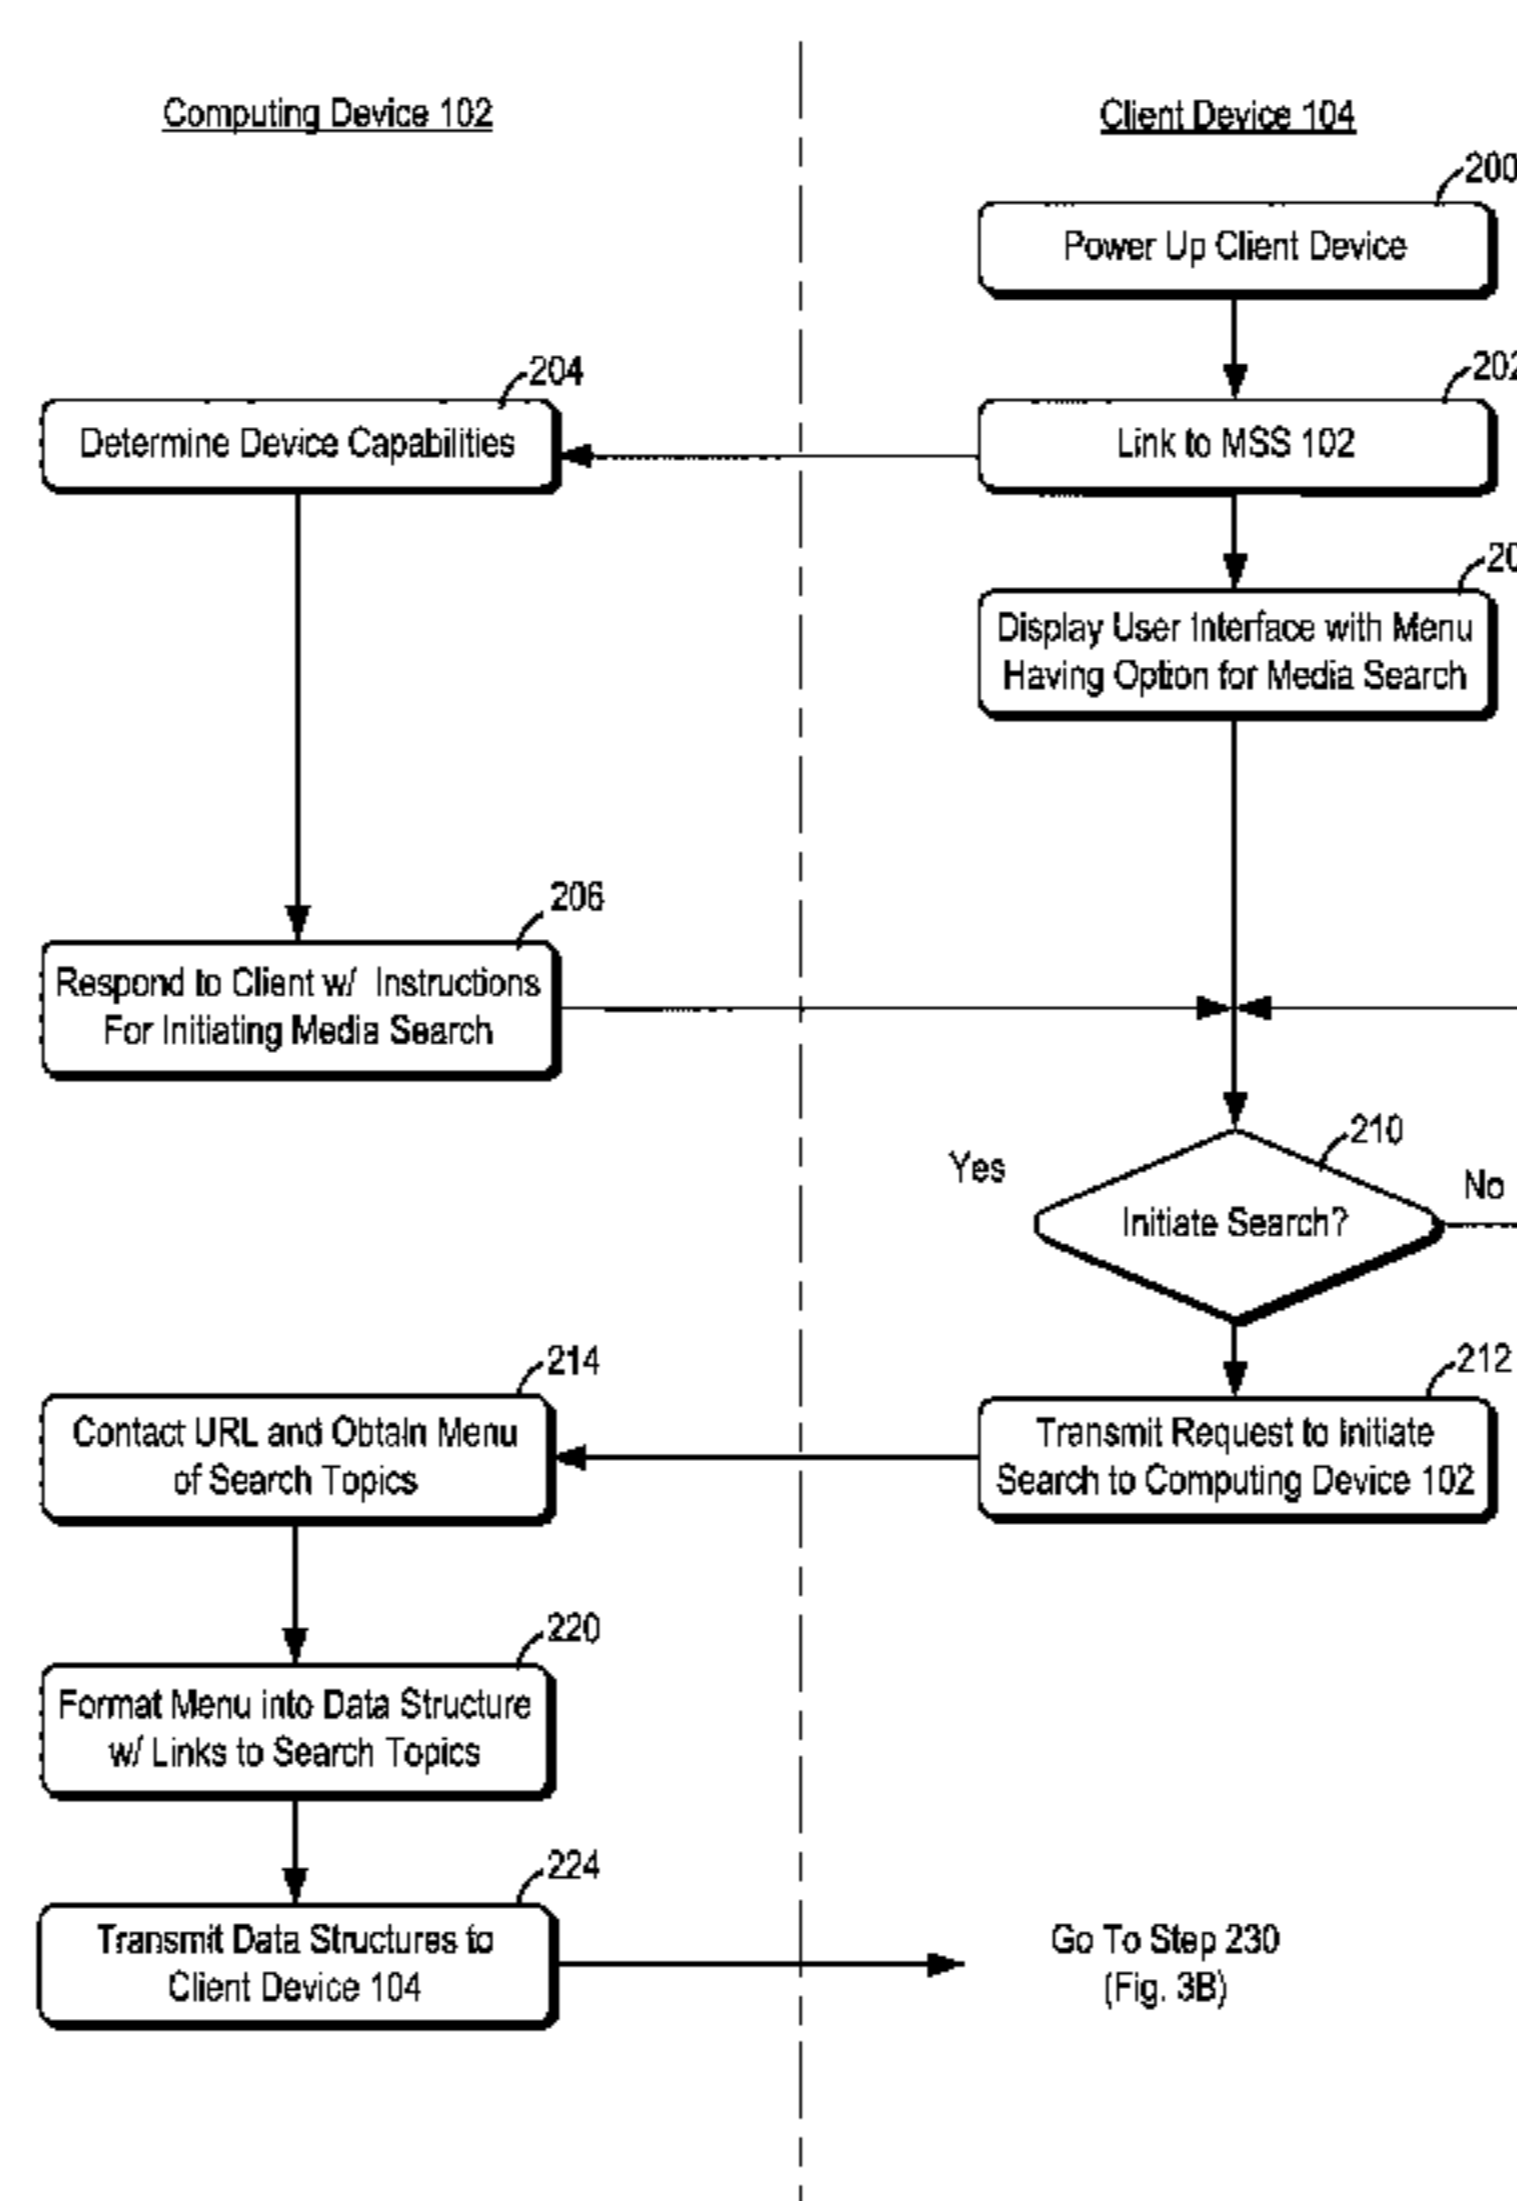 Computing Device 102
Client Device 104
200
Power Up Client Device
204
202
Determine Device Capabilities
Link to MSS 102
Display User Interface with Menu
Having Option for Media Search
206
Respond to Client w/ Instructions
For Initiating Media Search
210
Yes
No
Initiate Search?
214
212
Contact URL and Obtain Menu
of Search Topics
Transmit Request to Initiate
Search to Computing Device 102
220
Format Menu into Data Structure
w/ Links to Search Topics
224
Transmit Data Structures to
Client Device 104
Go To Step 230
(Fig. 3B)